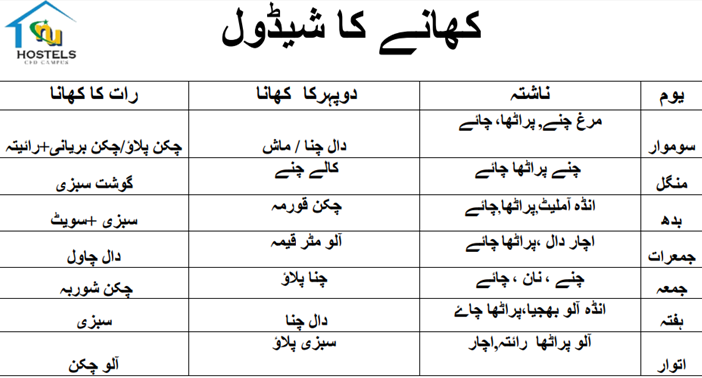 CU
HOSTELS
CFD CAMPUS
کھانے کا شیڈول
یوم ناشتہ دوپہرکا کھانا رات کا کھانا
سوموار مرغ چنے, پراٹھا، چائے دال چنا / ماش چکن پلاؤ/چکن بریانی+رائیتہ
منگل چنے پراٹھا چائے کالے چنے گوشت سبزی
بدھ انڈہ آملیٹ,پراٹھا,چائے چکن قورمہ سبزی +سویٹ
جمعرات اچار دال ،پراٹھا چائے آلو مٹر قیمہ دال چاول
جمعہ چنے ، نان ، چائے چنا پلاؤ چکن شوربہ
ہفتہ انڈہ آلو بھجیا،پراٹھا چاۓ دال چنا سبزی
اتوار آلو پراٹھا رائتہ,اچار سبزی پلاؤ آلو چکن